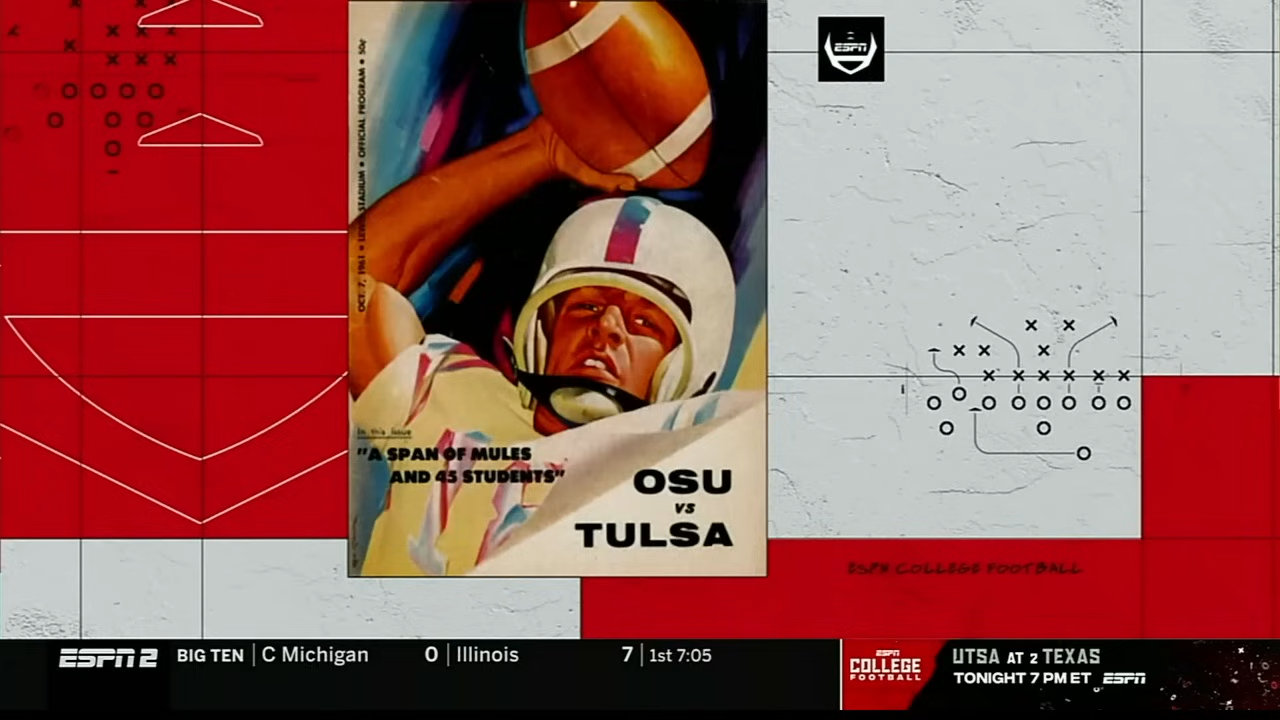 OCT. 7, 1961 • LEWIS STADIUM • OFFICIAL PROGRAM • 50¢
In this issue
"A SPAN OF MULES
AND 45 STUDENTS"
OSU
VS
TULSA
ESPN
ESPN COLLEGE FOOTBALL
ESPN2 BIG TEN C Michigan 0 Illinois 7 1st 7:05
ESPN
COLLEGE
FOOTBALL
UTSA AT 2 TEXAS
TONIGHT 7 PM ET ESPN